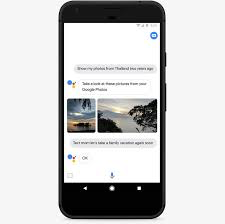 Show my photos from Thailand two years ago
Take a look at these pictures from your
Google Photos
Text mom let's take a family vacation again soon
OK